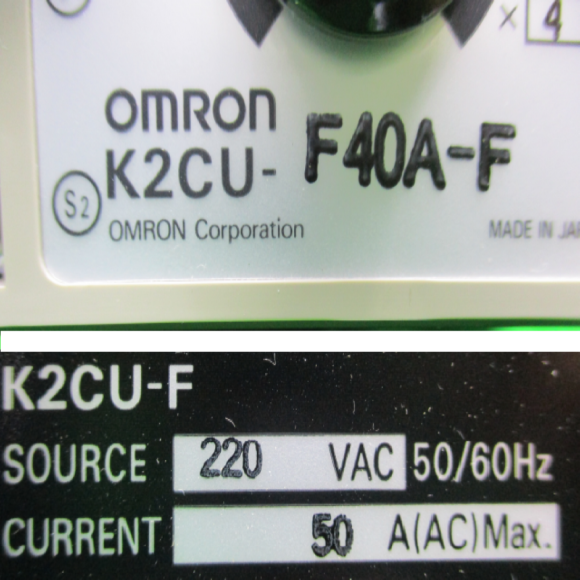 × 4
OMRON
K2CU- F40A-F
S2
OMRON Corporation
MADE IN
K2CU-F
SOURCE 220 VAC 50/60Hz
CURRENT 50 A(AC)Max.